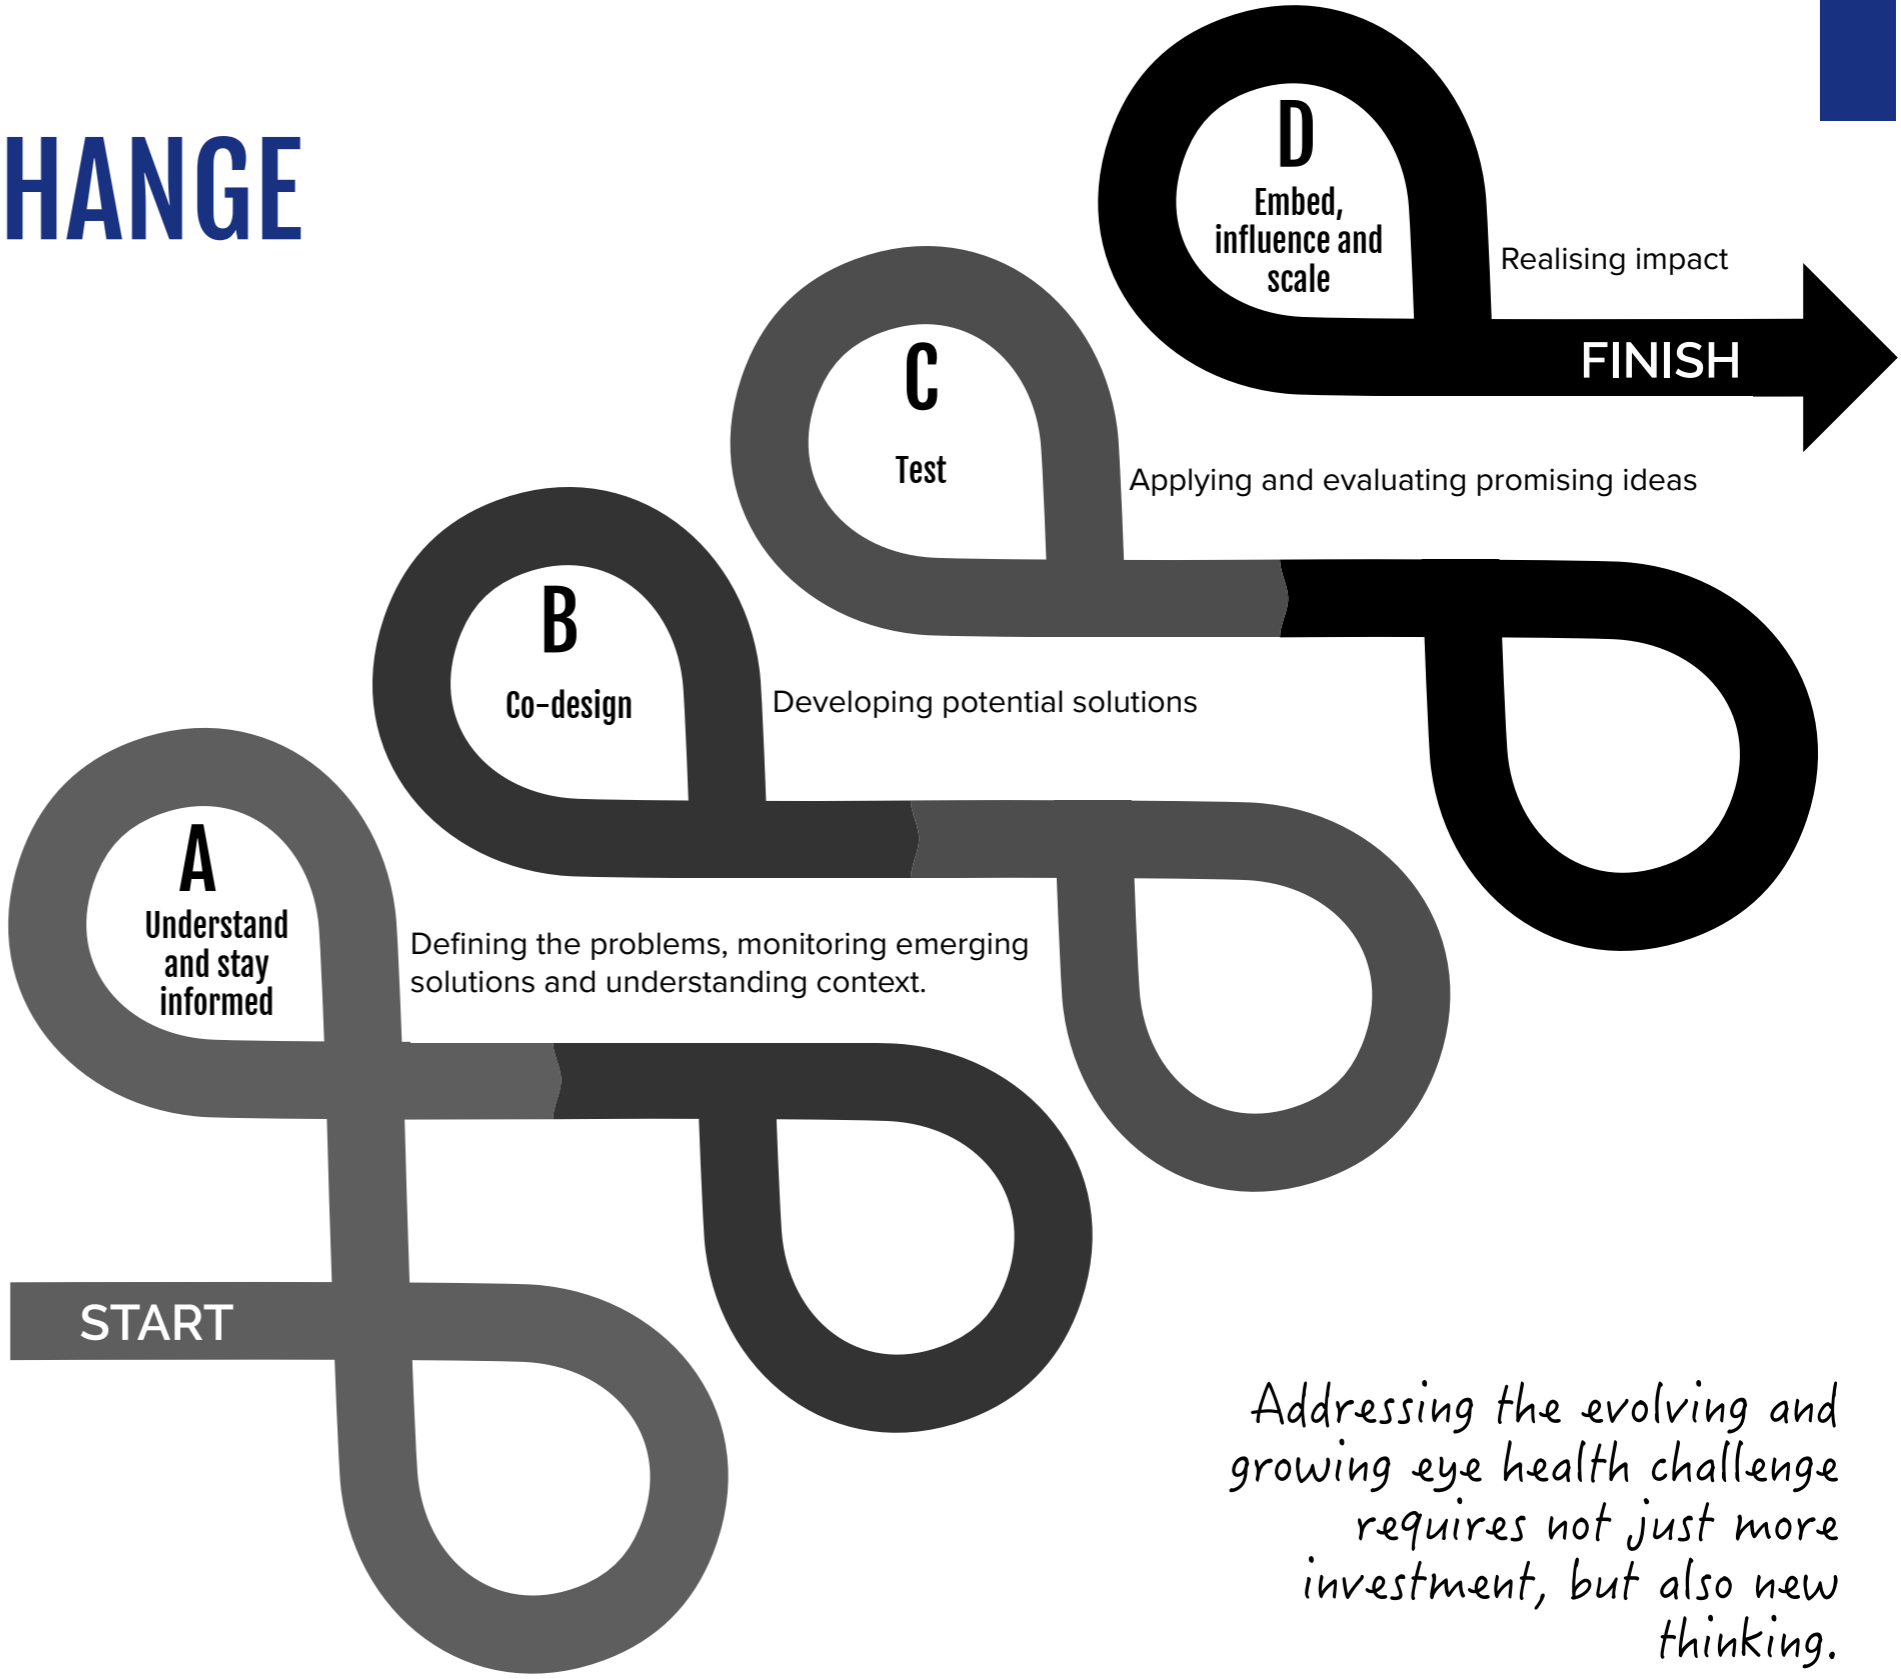 HANGE
D
Embed,
influence and
scale
Realising impact
FINISH
C
Test
Applying and evaluating promising ideas
B
Co-design
Developing potential solutions
A
Understand
and stay
informed
Defining the problems, monitoring emerging
solutions and understanding context.
START
Addressing the evolving and
growing eye health challenge
requires not just more
investment, but also new
thinking.